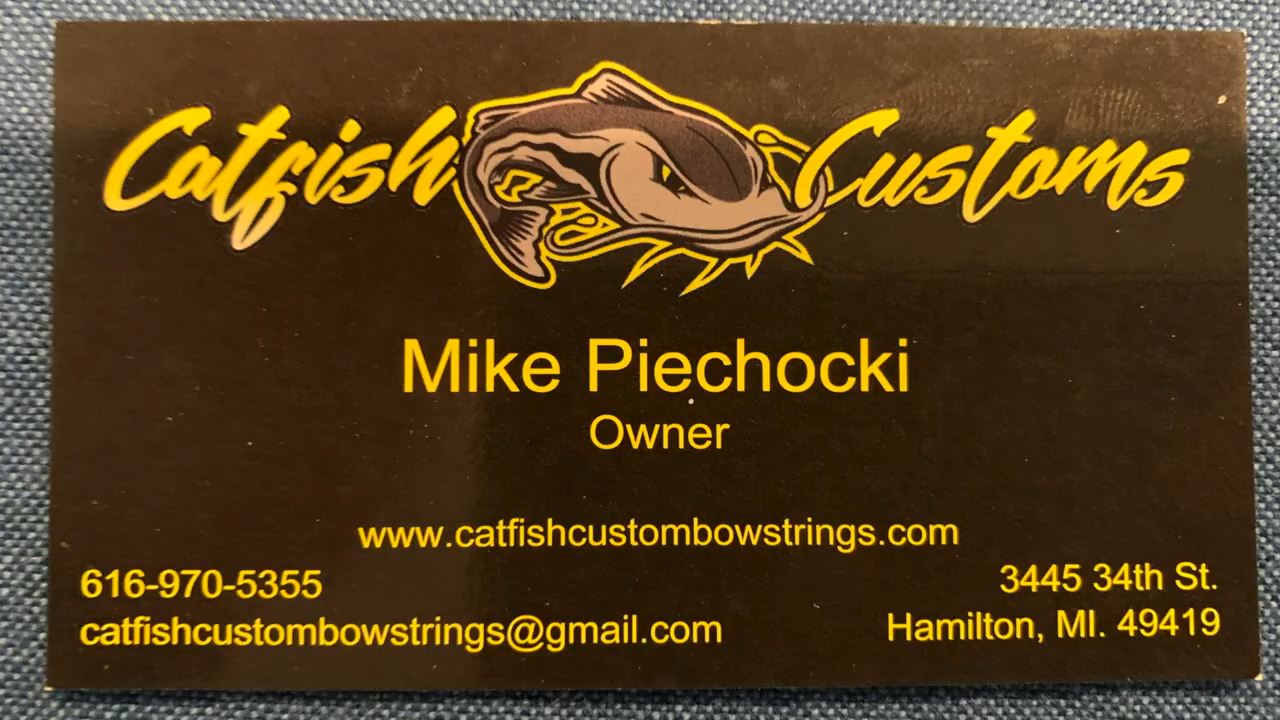 Catfish Customs
Mike Piechocki
Owner
www.catfishcustombowstrings.com
616-970-5355
catfishcustombowstrings@gmail.com
3445 34th St.
Hamilton, MI. 49419